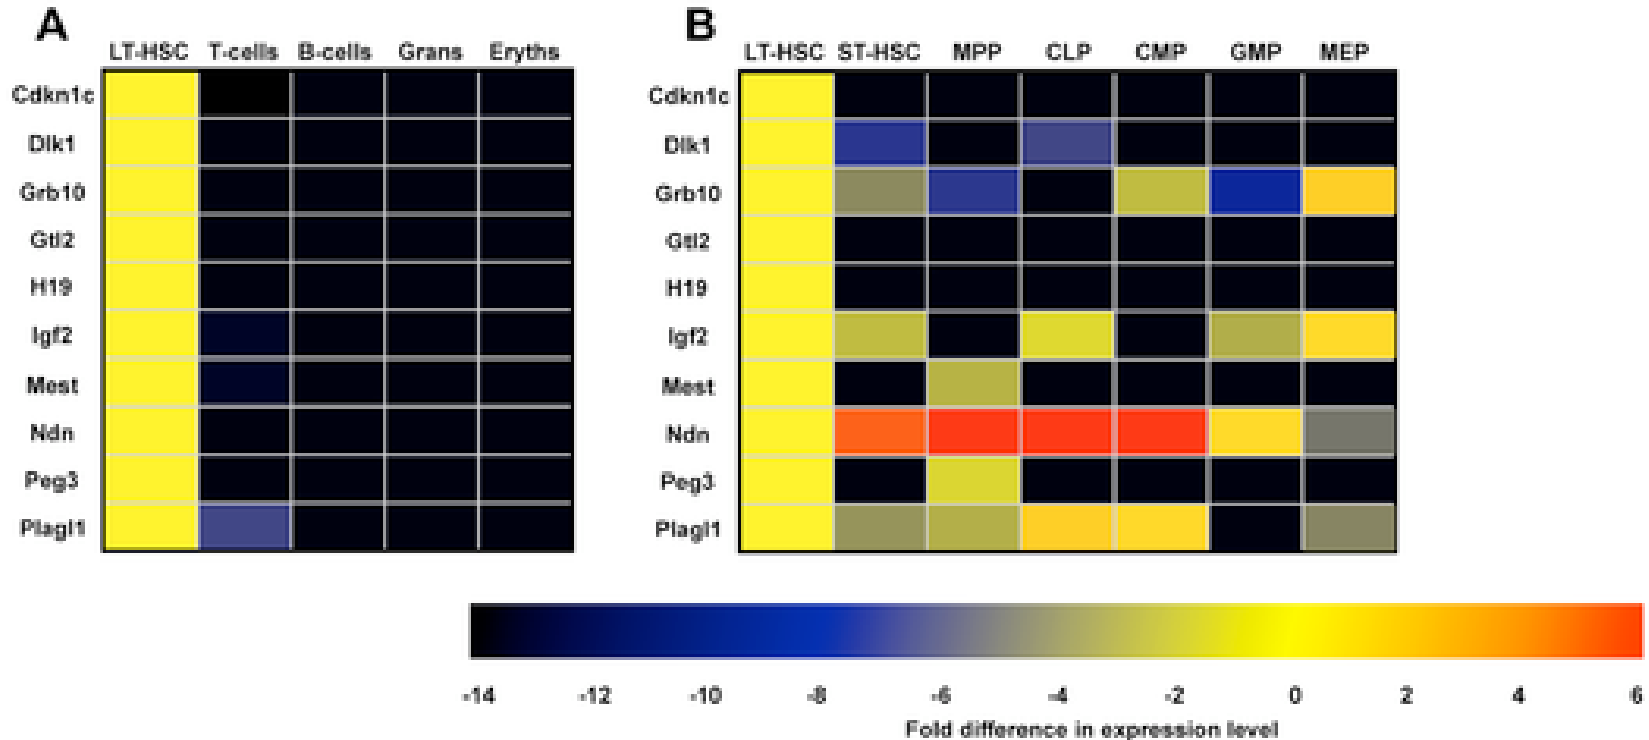 A
LT-HSC T-cells B-cells Grans Eryths
Cdkn1c
Dlk1
Grb10
Gtl2
H19
Igf2
Mest
Ndn
Peg3
Plagl1
B
LT-HSC ST-HSC MPP CLP CMP GMP MEP
Cdkn1c
Dlk1
Grb10
Gtl2
H19
Igf2
Mest
Ndn
Peg3
Plagl1
-14 -12 -10 -8 -6 -4 -2 0 2 4 6
Fold difference in expression level